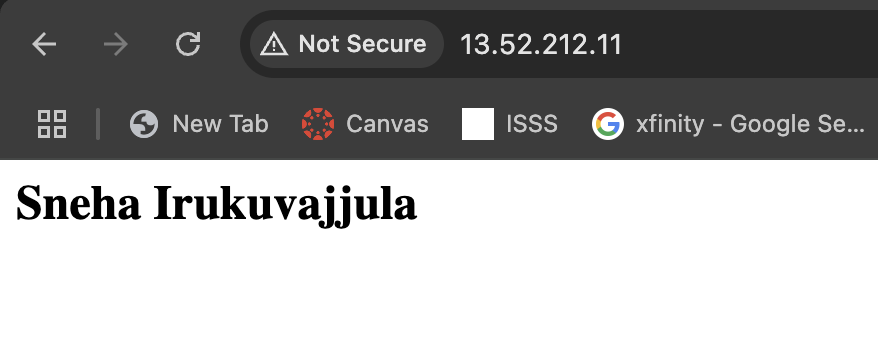 Not Secure 13.52.212.11
New Tab Canvas ISSS xfinity - Google Se...
Sneha Irukuvajjula